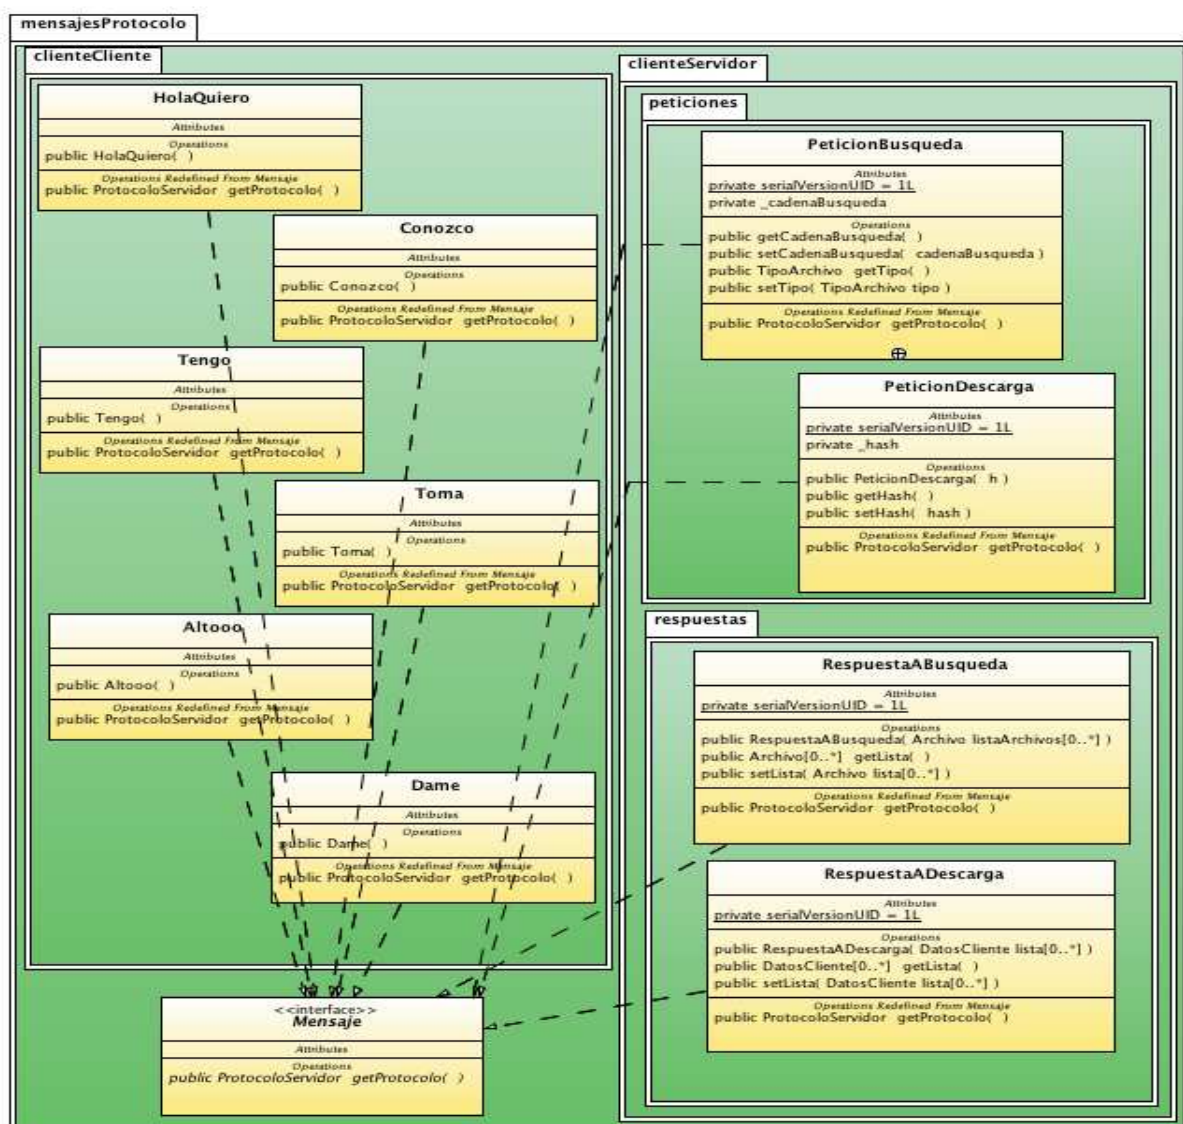 mensajesProtocolo
clienteCliente
HolaQuiero
Attributes
Operations
public HolaQuiero( )
Operations Redefined From Mensaje
public ProtocoloServidor getProtocolo( )
Conozco
Attributes
Operations
public Conozco( )
Operations Redefined From Mensaje
public ProtocoloServidor getProtocolo( )
Tengo
Attributes
Operations
public Tengo( )
Operations Redefined From Mensaje
public ProtocoloServidor getProtocolo( )
Toma
Attributes
Operations
public Toma( )
Operations Redefined From Mensaje
public ProtocoloServidor getProtocolo( )
Altooo
Attributes
Operations
public Altooo( )
Operations Redefined From Mensaje
public ProtocoloServidor getProtocolo( )
Dame
Attributes
Operations
public Dame( )
Operations Redefined From Mensaje
public ProtocoloServidor getProtocolo( )
<<interface>>
Mensaje
Attributes
Operations
public ProtocoloServidor getProtocolo( )
clienteServidor
peticiones
PeticionBusqueda
Attributes
private serialVersionUID = 1L
private _cadenaBusqueda
Operations
public getCadenaBusqueda( )
public setCadenaBusqueda( cadenaBusqueda )
public TipoArchivo getTipo( )
public setTipo( TipoArchivo tipo )
Operations Redefined From Mensaje
public ProtocoloServidor getProtocolo( )
PeticionDescarga
Attributes
private serialVersionUID = 1L
private _hash
Operations
public PeticionDescarga( h )
public getHash( )
public setHash( hash )
Operations Redefined From Mensaje
public ProtocoloServidor getProtocolo( )
respuestas
RespuestaABusqueda
Attributes
private serialVersionUID = 1L
Operations
public RespuestaABusqueda( Archivo listaArchivos[0..*] )
public Archivo[0..*] getLista( )
public setLista( Archivo lista[0..*] )
Operations Redefined From Mensaje
public ProtocoloServidor getProtocolo( )
RespuestaADescarga
Attributes
private serialVersionUID = 1L
Operations
public RespuestaADescarga( DatosCliente lista[0..*] )
public DatosCliente[0..*] getLista( )
public setLista( DatosCliente lista[0..*] )
Operations Redefined From Mensaje
public ProtocoloServidor getProtocolo( )